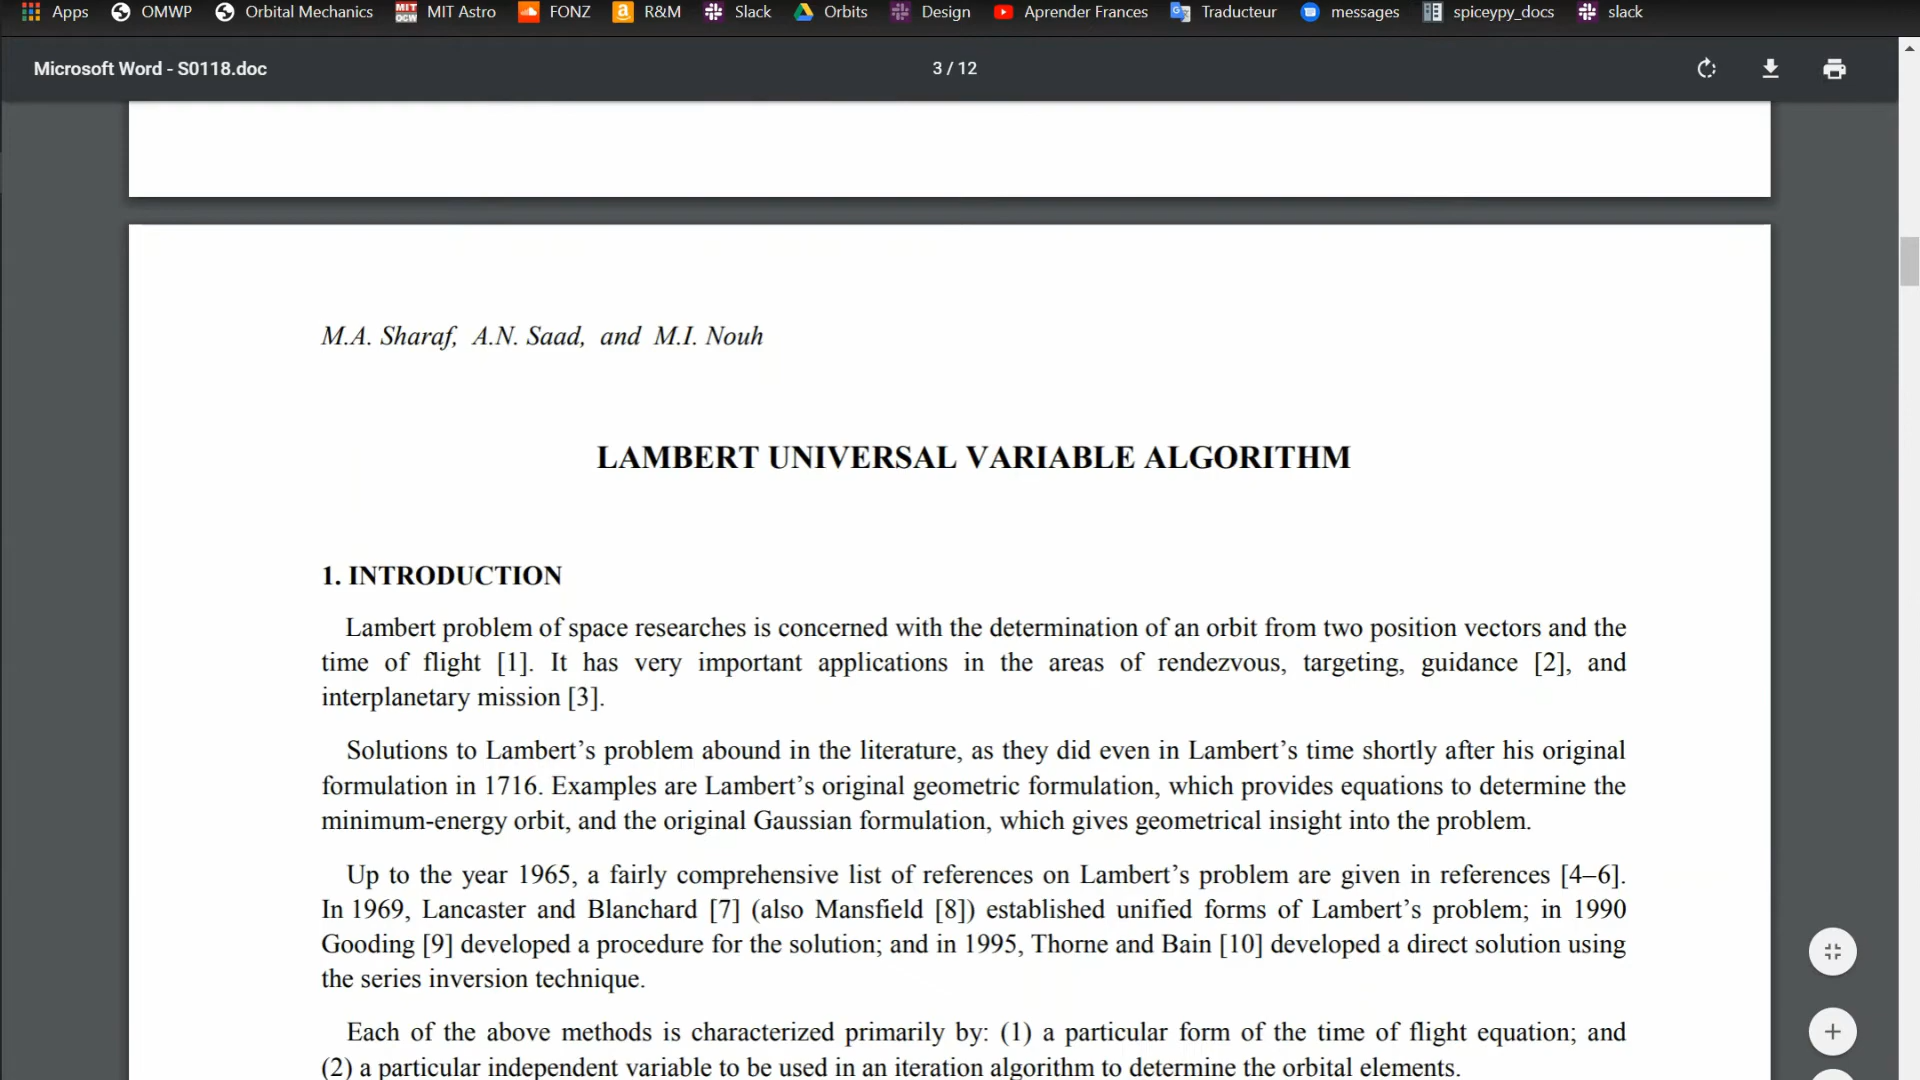 Apps OMWP Orbital Mechanics MIT OCW MIT Astro FONZ a R&M Slack Orbits Design Aprender Frances Traducteur messages spiceypy_docs slack
Microsoft Word - S0118.doc 3 / 12
M.A. Sharaf, A.N. Saad, and M.I. Nouh
LAMBERT UNIVERSAL VARIABLE ALGORITHM
1. INTRODUCTION
Lambert problem of space researches is concerned with the determination of an orbit from two position vectors and the
time of flight [1]. It has very important applications in the areas of rendezvous, targeting, guidance [2], and
interplanetary mission [3].
Solutions to Lambert’s problem abound in the literature, as they did even in Lambert’s time shortly after his original
formulation in 1716. Examples are Lambert’s original geometric formulation, which provides equations to determine the
minimum-energy orbit, and the original Gaussian formulation, which gives geometrical insight into the problem.
Up to the year 1965, a fairly comprehensive list of references on Lambert’s problem are given in references [4–6].
In 1969, Lancaster and Blanchard [7] (also Mansfield [8]) established unified forms of Lambert’s problem; in 1990
Gooding [9] developed a procedure for the solution; and in 1995, Thorne and Bain [10] developed a direct solution using
the series inversion technique.
Each of the above methods is characterized primarily by: (1) a particular form of the time of flight equation; and
(2) a particular independent variable to be used in an iteration algorithm to determine the orbital elements.